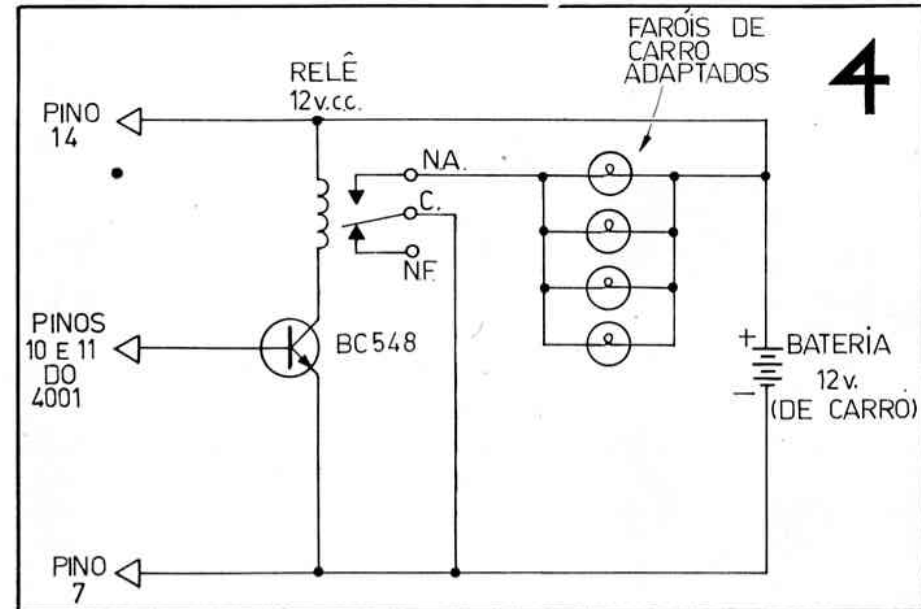 FARÓIS DE
CARRO
ADAPTADOS
4
RELÊ
12v.c.c.
PINO
14
N.A.
C.
N.F.
PINOS
10 E 11
DO
4001
BC548
+
BATERIA
12v.
(DE CARRO)
−
PINO
7